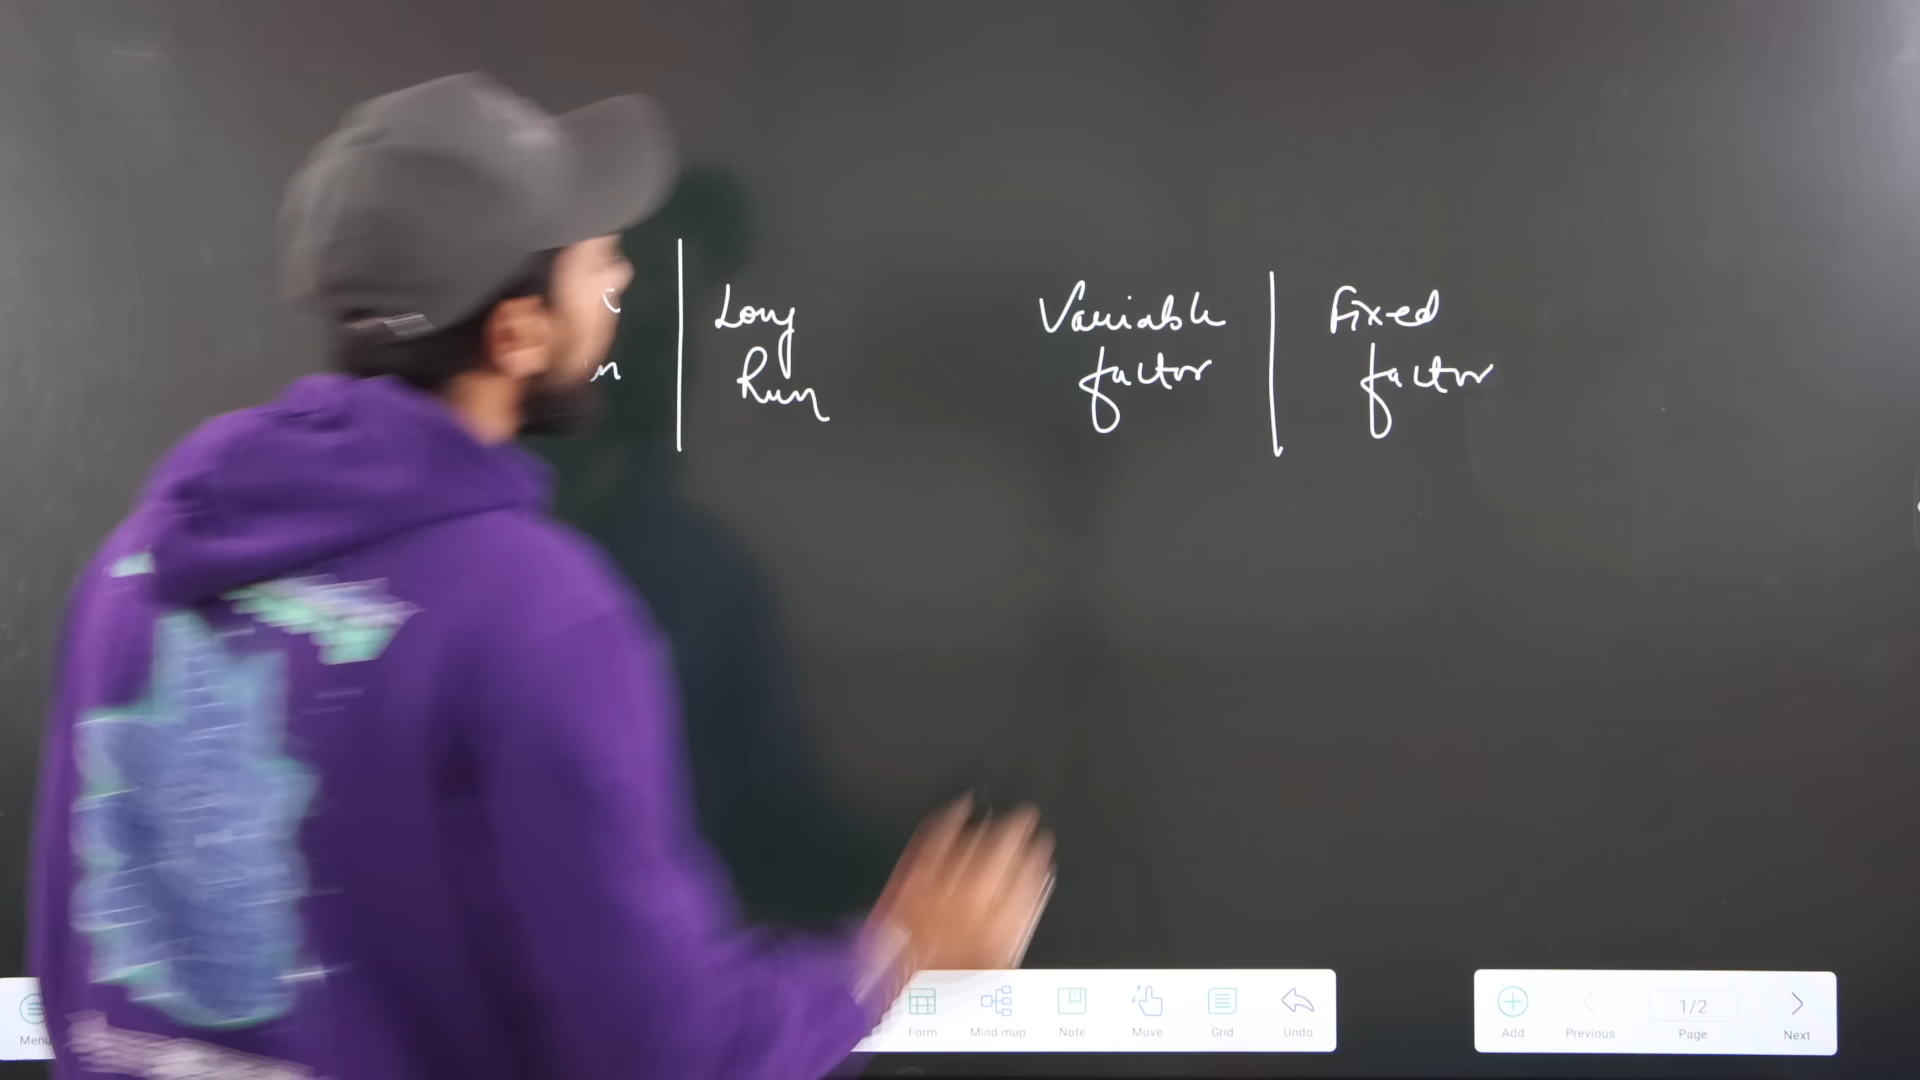 Long
Run
Variable
factor
Fixed
factor
Menu
Form
Mind map
Note
Move
Grid
Undo
Add
Previous
1/2
Page
Next